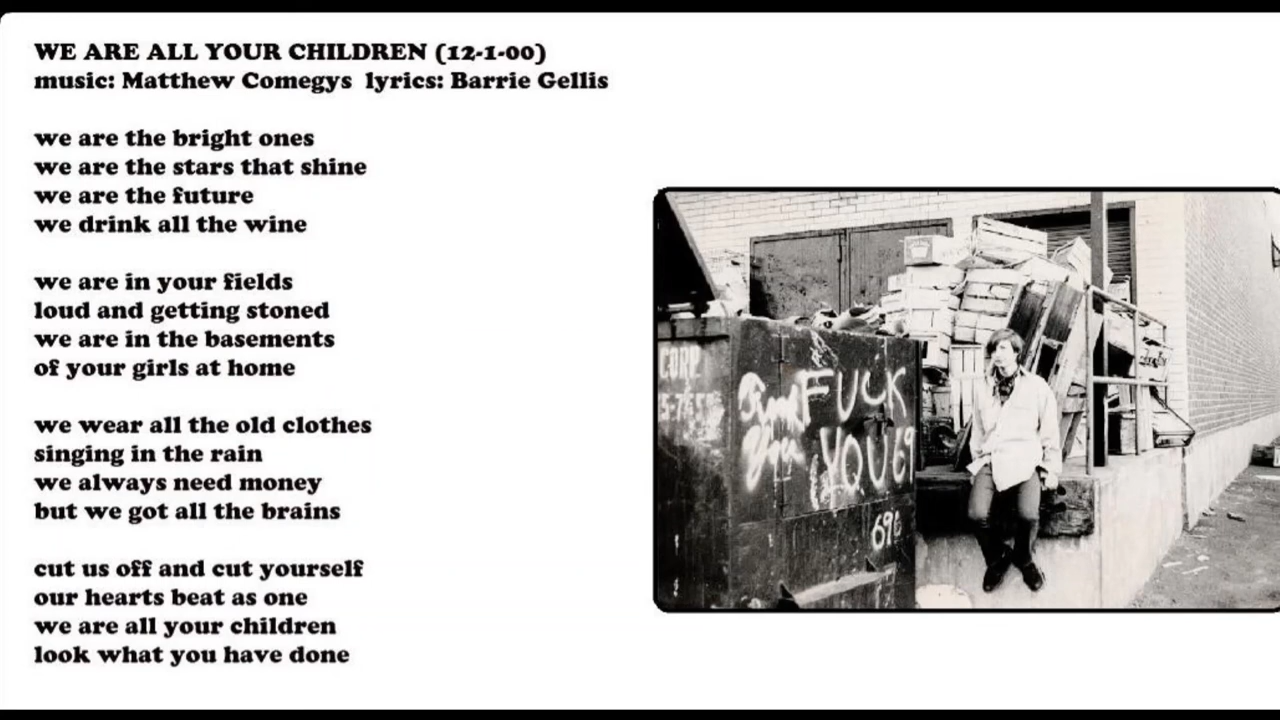 WE ARE ALL YOUR CHILDREN (12-1-00)
music: Matthew Comegys lyrics: Barrie Gellis
we are the bright ones
we are the stars that shine
we are the future
we drink all the wine
we are in your fields
loud and getting stoned
we are in the basements
of your girls at home
we wear all the old clothes
singing in the rain
we always need money
but we got all the brains
cut us off and cut yourself
our hearts beat as one
we are all your children
look what you have done
CORP.
FUCK
YOU 69
69